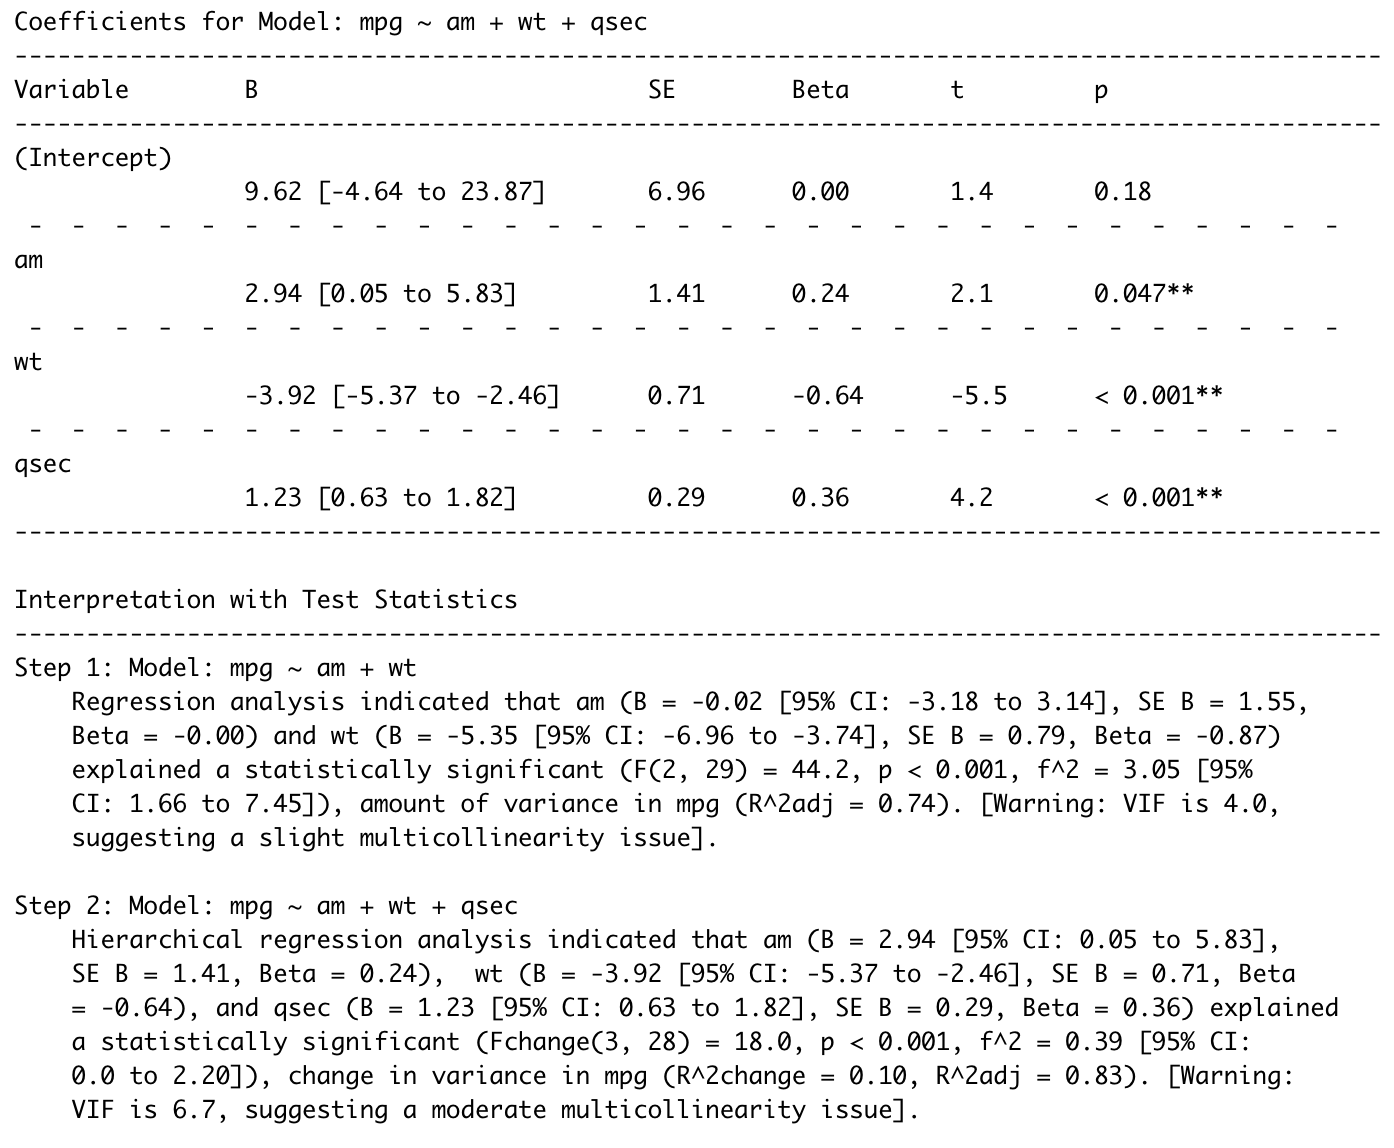 Coefficients for Model: mpg ~ am + wt + qsec
-----------------------------------------------------------------------------------------------
Variable        B                           SE        Beta       t         p
-----------------------------------------------------------------------------------------------
(Intercept)
                9.62 [-4.64 to 23.87]       6.96      0.00       1.4       0.18
 -  -  -  -  -  -  -  -  -  -  -  -  -  -  -  -  -  -  -  -  -  -  -  -  -  -  -  -  -  -  -
am
                2.94 [0.05 to 5.83]         1.41      0.24       2.1       0.047**
 -  -  -  -  -  -  -  -  -  -  -  -  -  -  -  -  -  -  -  -  -  -  -  -  -  -  -  -  -  -  -
wt
                -3.92 [-5.37 to -2.46]      0.71      -0.64      -5.5      < 0.001**
 -  -  -  -  -  -  -  -  -  -  -  -  -  -  -  -  -  -  -  -  -  -  -  -  -  -  -  -  -  -  -
qsec
                1.23 [0.63 to 1.82]         0.29      0.36       4.2       < 0.001**
-----------------------------------------------------------------------------------------------

Interpretation with Test Statistics
-----------------------------------------------------------------------------------------------
Step 1: Model: mpg ~ am + wt
    Regression analysis indicated that am (B = -0.02 [95% CI: -3.18 to 3.14], SE B = 1.55,
    Beta = -0.00) and wt (B = -5.35 [95% CI: -6.96 to -3.74], SE B = 0.79, Beta = -0.87)
    explained a statistically significant (F(2, 29) = 44.2, p < 0.001, f^2 = 3.05 [95%
    CI: 1.66 to 7.45]), amount of variance in mpg (R^2adj = 0.74). [Warning: VIF is 4.0,
    suggesting a slight multicollinearity issue].

Step 2: Model: mpg ~ am + wt + qsec
    Hierarchical regression analysis indicated that am (B = 2.94 [95% CI: 0.05 to 5.83],
    SE B = 1.41, Beta = 0.24),  wt (B = -3.92 [95% CI: -5.37 to -2.46], SE B = 0.71, Beta
    = -0.64), and qsec (B = 1.23 [95% CI: 0.63 to 1.82], SE B = 0.29, Beta = 0.36) explained
    a statistically significant (Fchange(3, 28) = 18.0, p < 0.001, f^2 = 0.39 [95% CI:
    0.0 to 2.20]), change in variance in mpg (R^2change = 0.10, R^2adj = 0.83). [Warning:
    VIF is 6.7, suggesting a moderate multicollinearity issue].